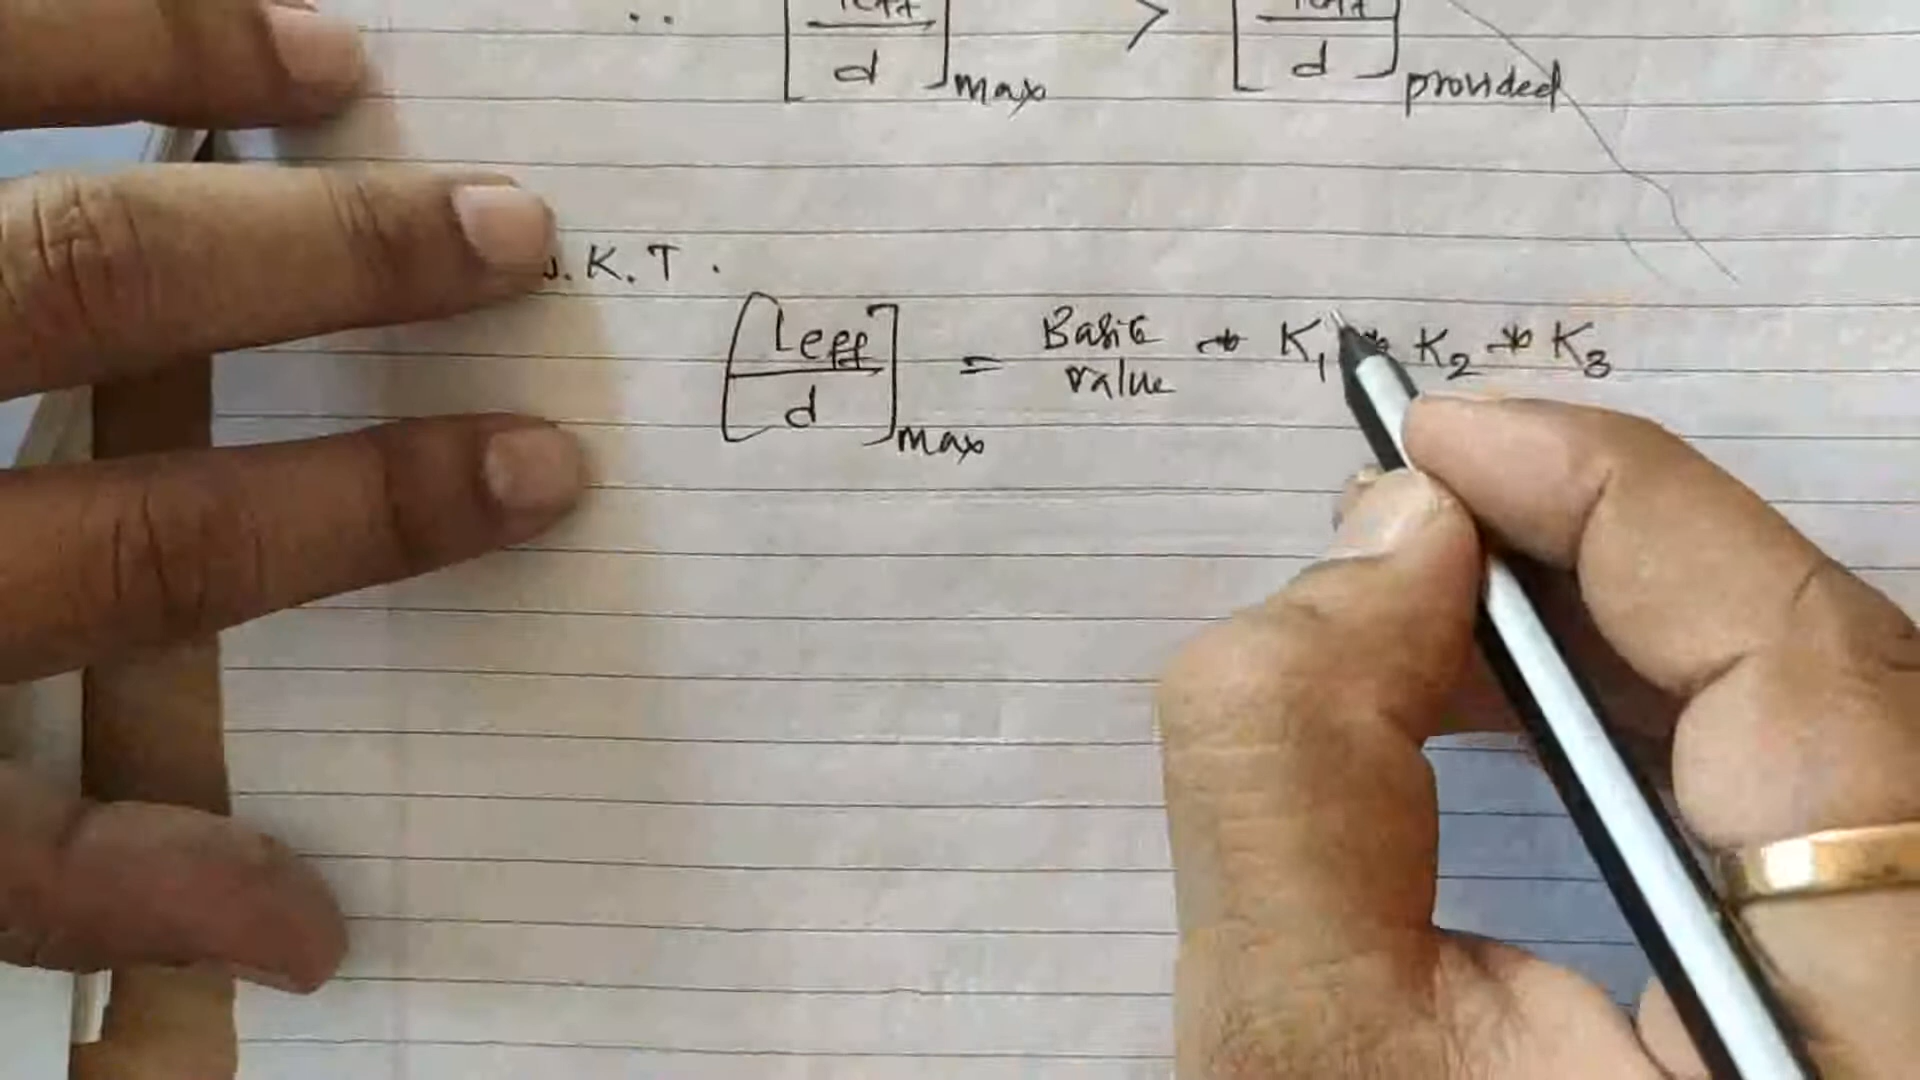 ∴ [leff/d]max > [leff/d]provided
W.K.T.
[leff/d]max = Basic value * K1 * K2 * K3